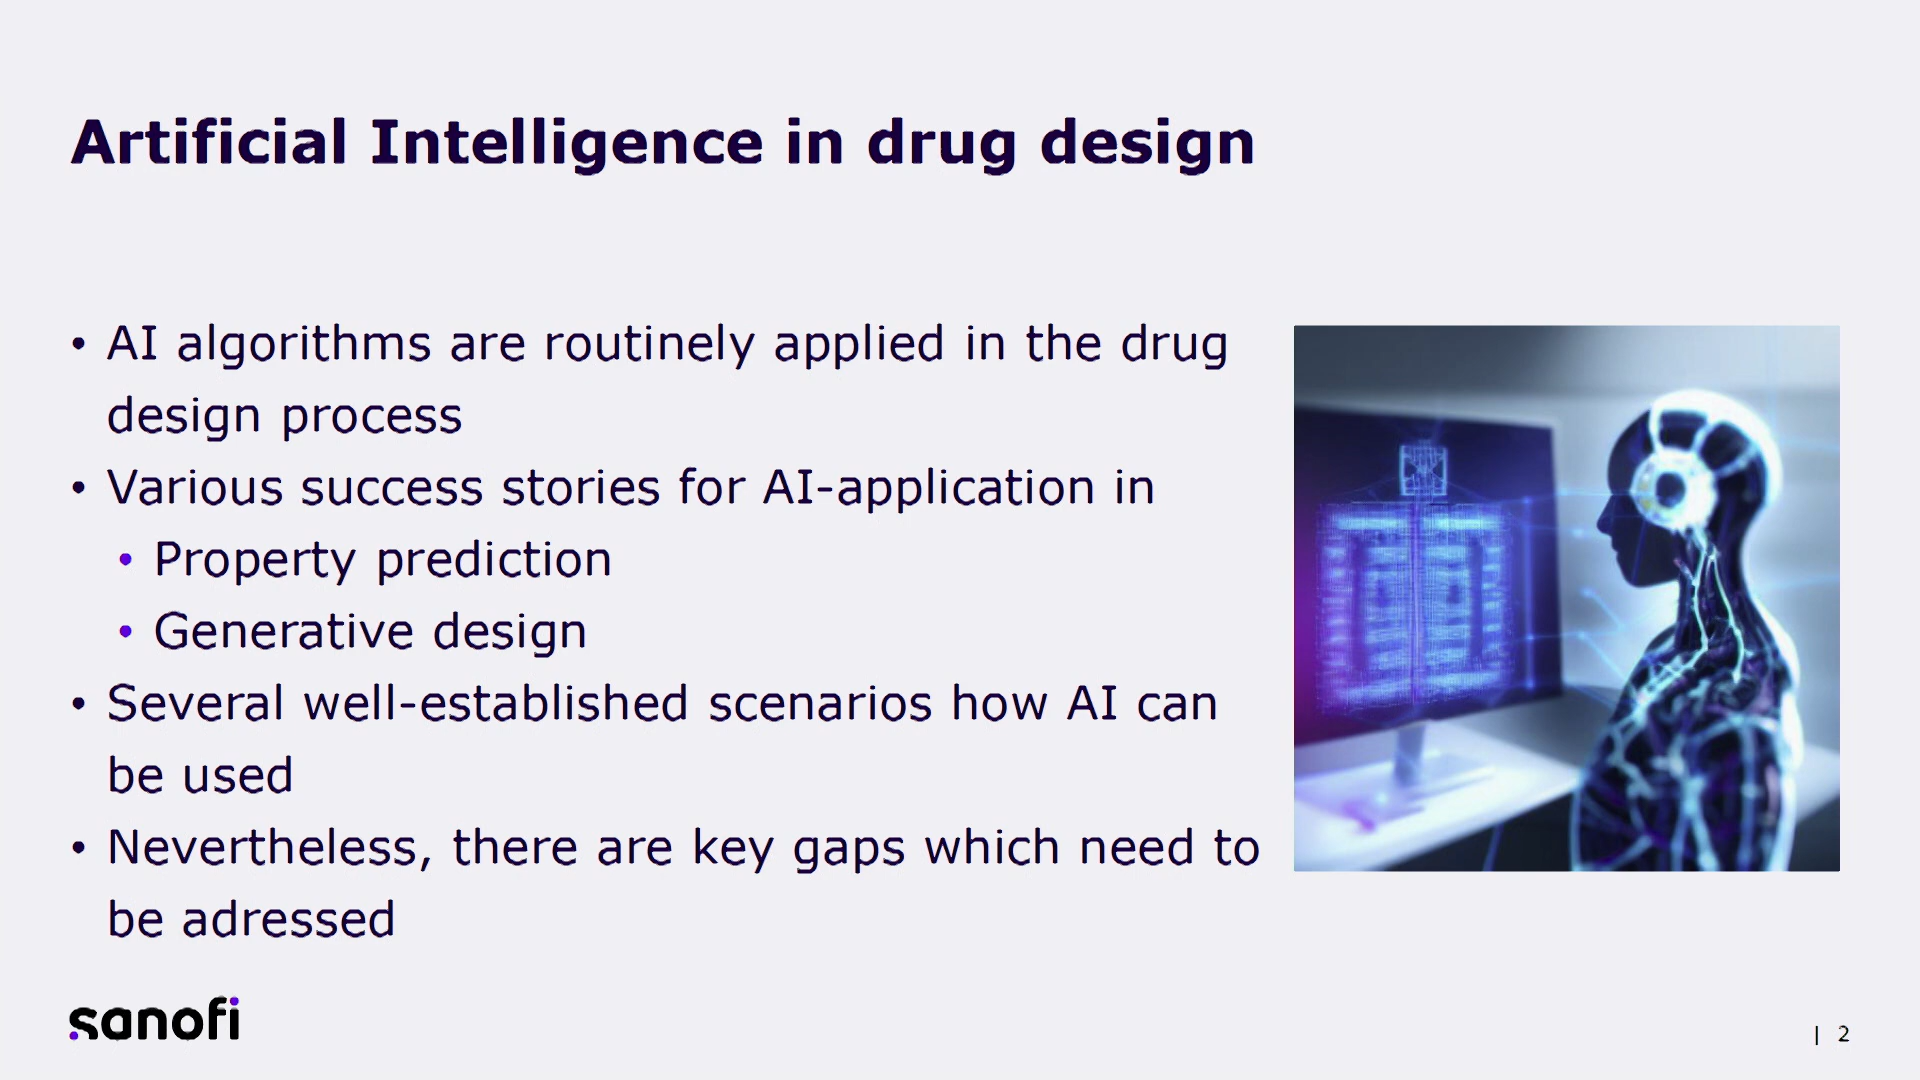 Artificial Intelligence in drug design
• AI algorithms are routinely applied in the drug
design process
• Various success stories for AI-application in
• Property prediction
• Generative design
• Several well-established scenarios how AI can
be used
• Nevertheless, there are key gaps which need to
be adressed
sanofi
| 2